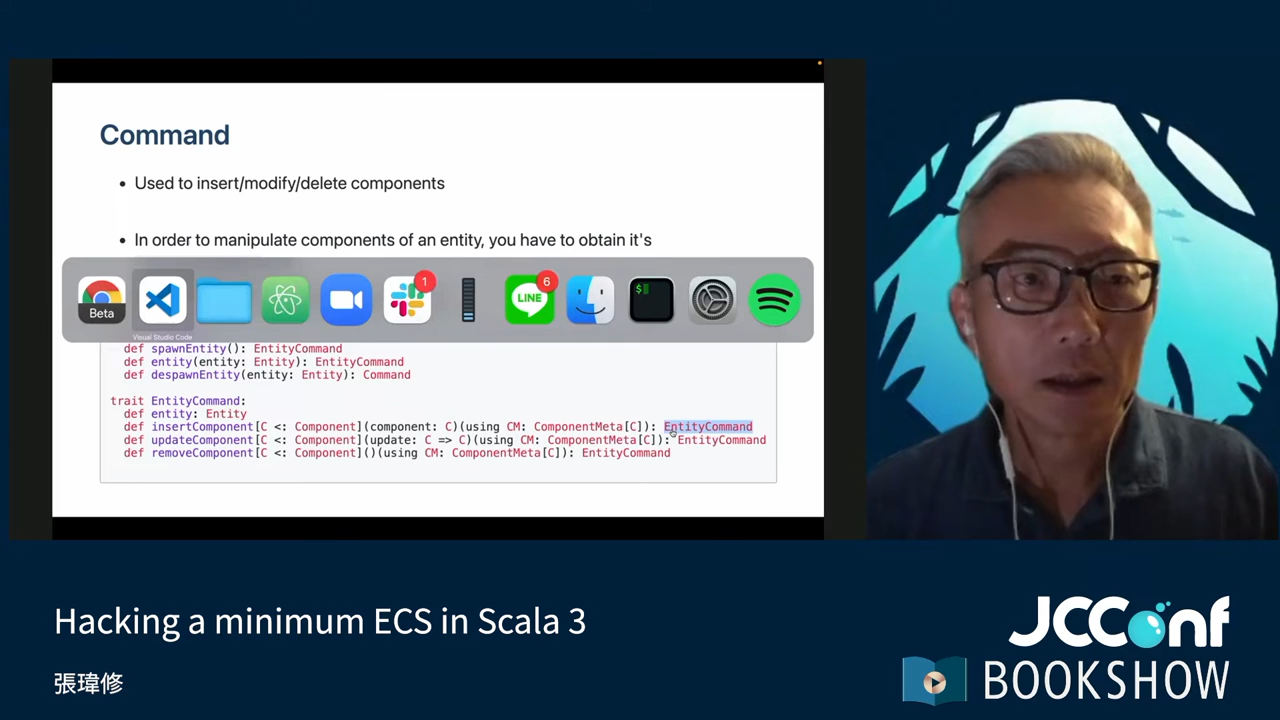 Command
• Used to insert/modify/delete components
• In order to manipulate components of an entity, you have to obtain it's
Beta
1
LINE
6
$
Visual Studio Code
def spawnEntity(): EntityCommand
def entity(entity: Entity): EntityCommand
def despawnEntity(entity: Entity): Command
trait EntityCommand:
def entity: Entity
def insertComponent[C <: Component](component: C)(using CM: ComponentMeta[C]): EntityCommand
def updateComponent[C <: Component](update: C => C)(using CM: ComponentMeta[C]): EntityCommand
def removeComponent[C <: Component]()(using CM: ComponentMeta[C]): EntityCommand
Hacking a minimum ECS in Scala 3
張瑋修
JCConf
BOOKSHOW